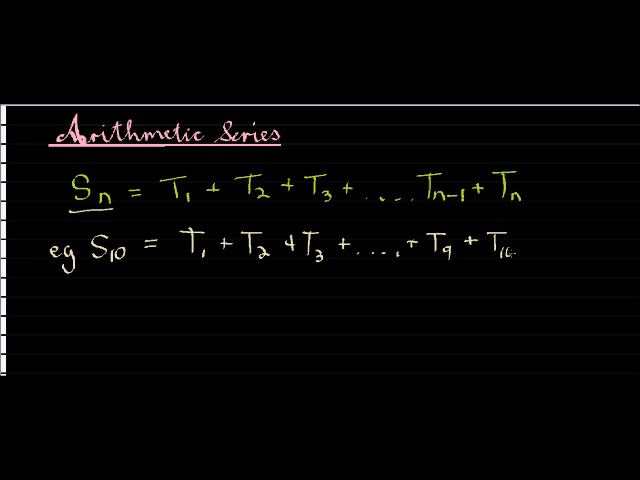 Arithmetic Series
Sn = T1 + T2 + T3 + ..... Tn-1 + Tn
eg S10 = T1 + T2 + T3 + ..... + T9 + T10